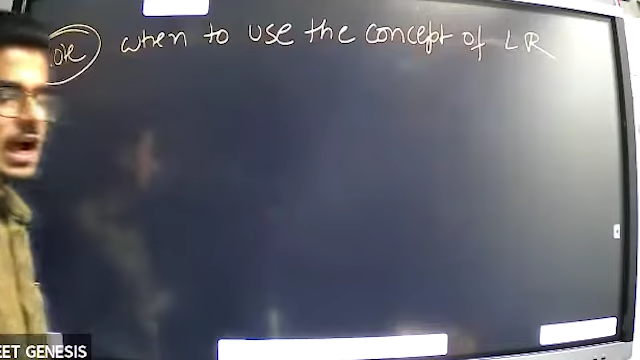 when to use the concept of LR
EET GENESIS